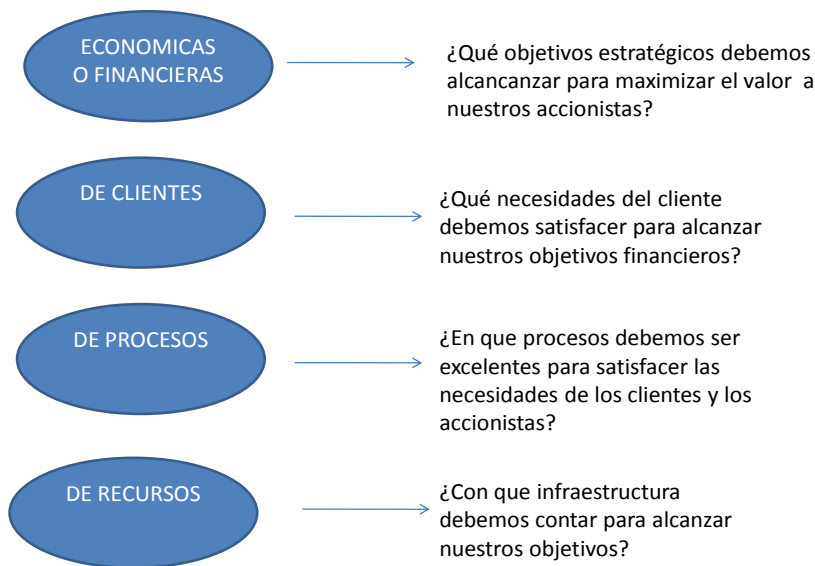 ECONOMICAS
O FINANCIERAS
¿Qué objetivos estratégicos debemos
alcancanzar para maximizar el valor a
nuestros accionistas?
DE CLIENTES
¿Qué necesidades del cliente
debemos satisfacer para alcanzar
nuestros objetivos financieros?
DE PROCESOS
¿En que procesos debemos ser
excelentes para satisfacer las
necesidades de los clientes y los
accionistas?
DE RECURSOS
¿Con que infraestructura
debemos contar para alcanzar
nuestros objetivos?